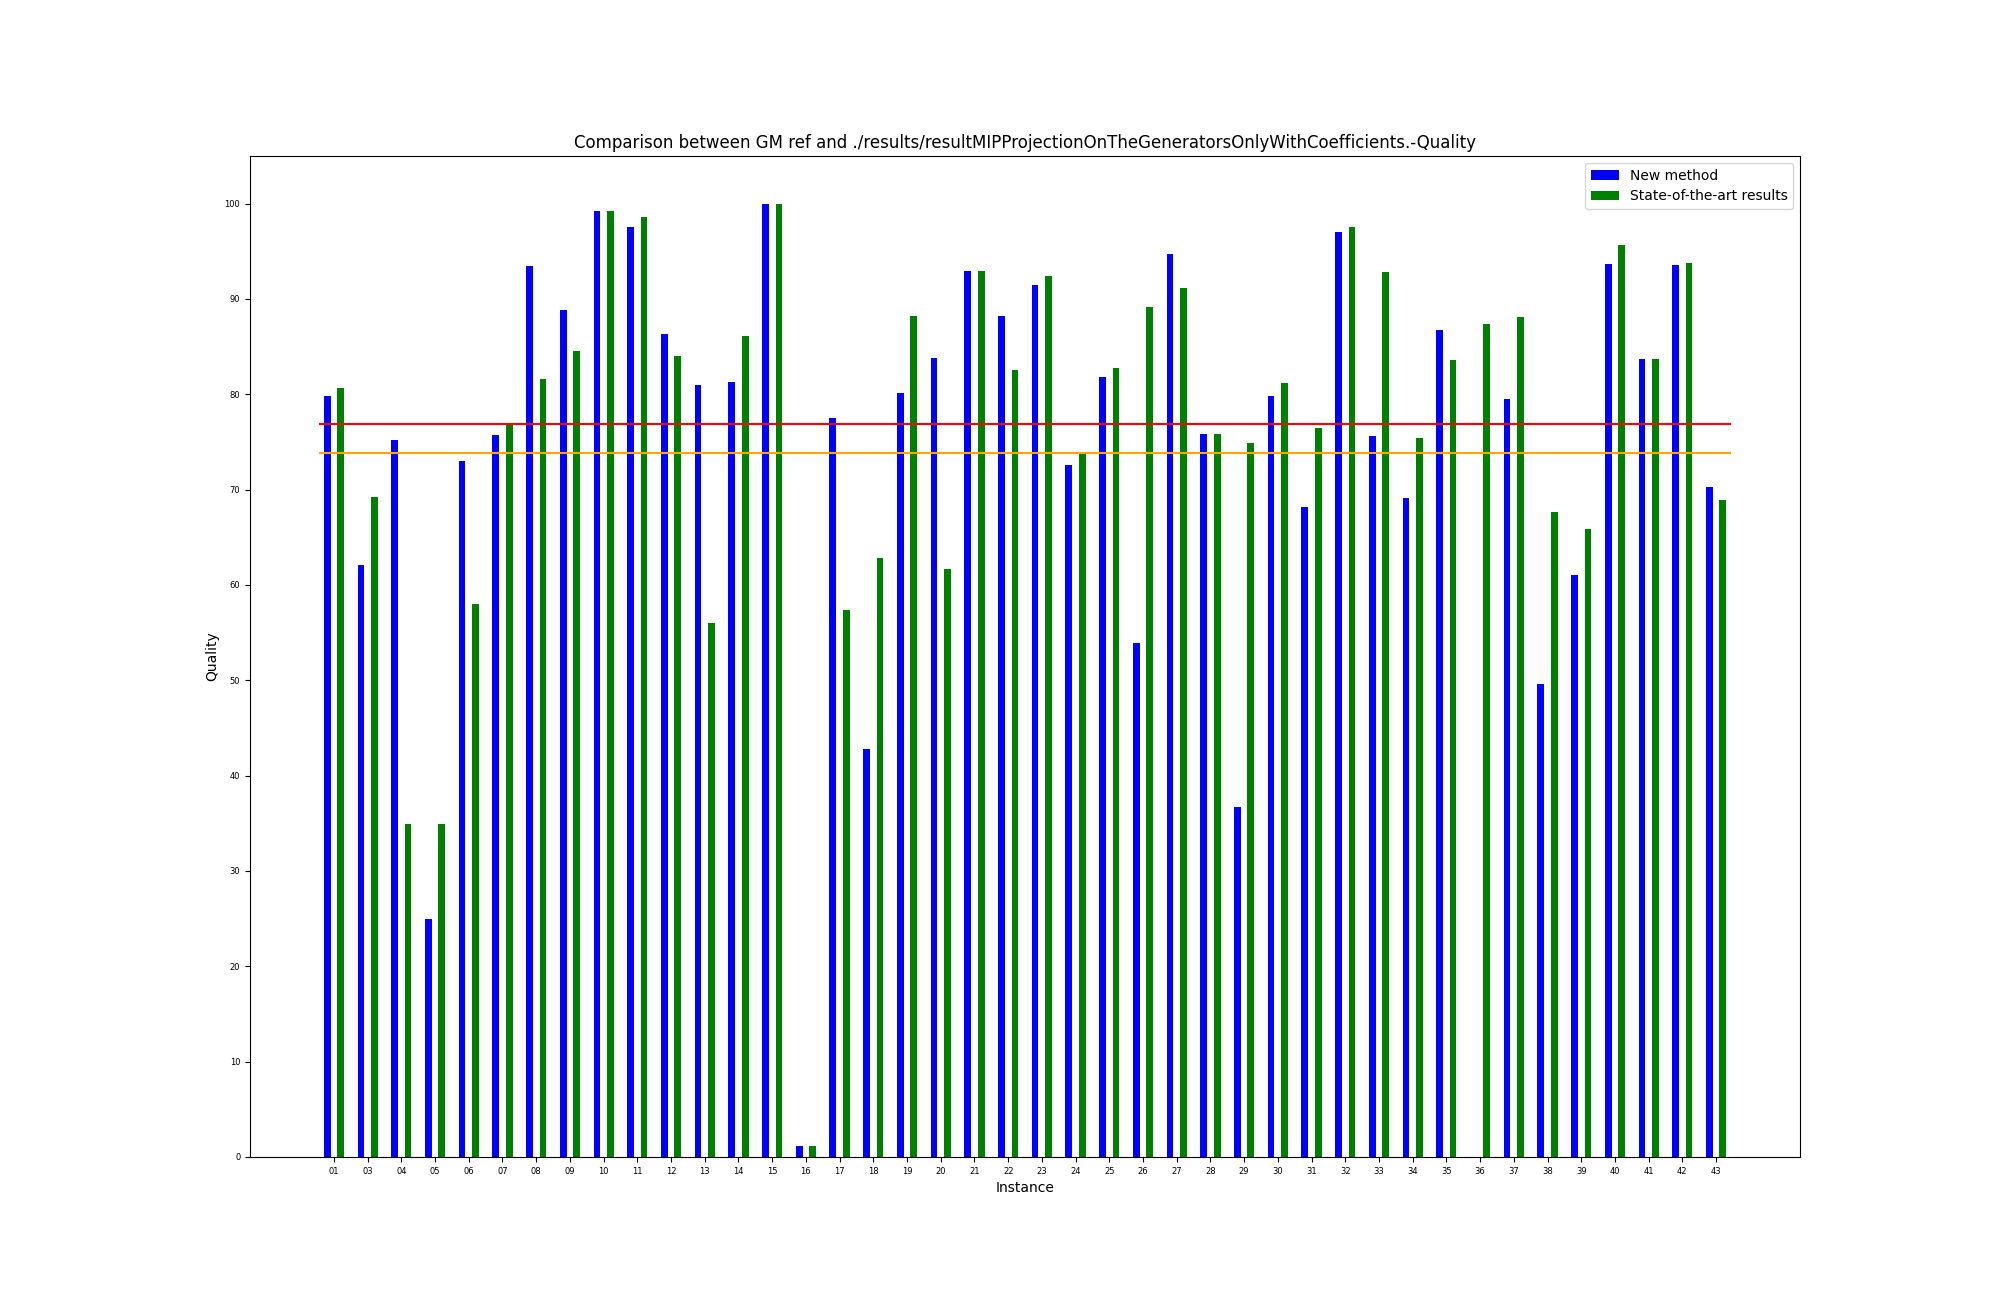 Comparison between GM ref and ./results/resultMIPProjectionOnTheGeneratorsOnlyWithCoefficients.-Quality
New method
State-of-the-art results
100
90
80
70
60
50
40
30
20
10
0
Quality
01 03 04 05 06 07 08 09 10 11 12 13 14 15 16 17 18 19 20 21 22 23 24 25 26 27 28 29 30 31 32 33 34 35 36 37 38 39 40 41 42 43
Instance